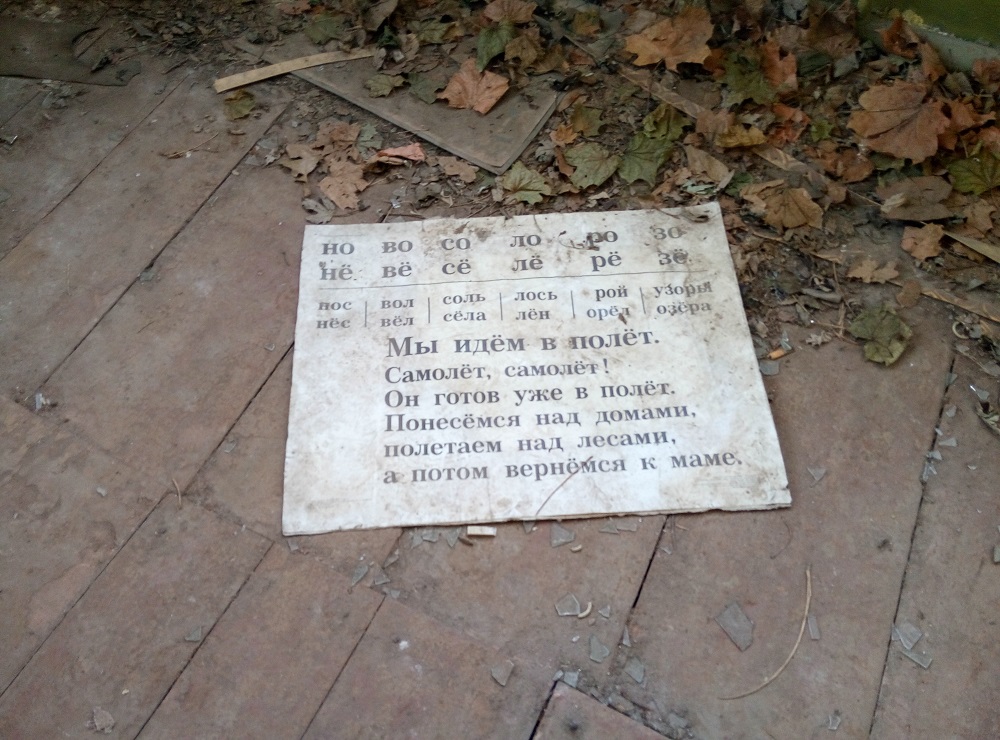 но во со ло ро зо
нё вё сё лё рё зё
нос вол соль лось рой узоры
нёс вёл сёла лён орёл озёра
Мы идём в полёт.
Самолёт, самолёт!
Он готов уже в полёт.
Понесёмся над домами,
полетаем над лесами,
а потом вернёмся к маме.